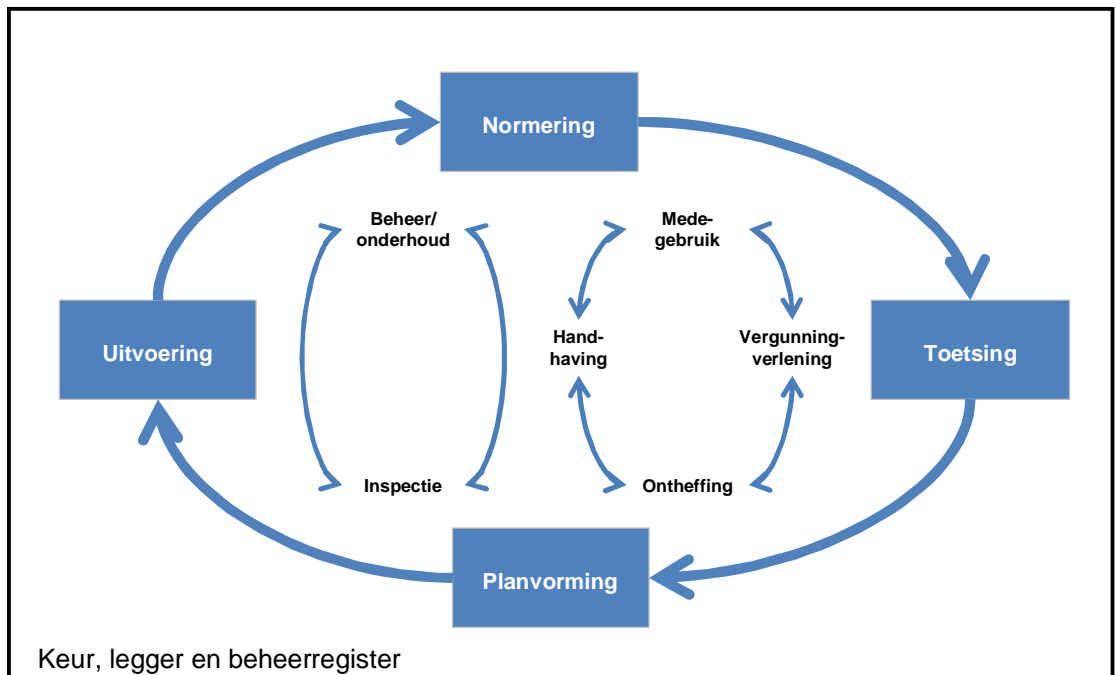 Normering
Beheer/
onderhoud
Mede-
gebruik
Uitvoering
Hand-
having
Vergunning-
verlening
Toetsing
Inspectie
Ontheffing
Planvorming
Keur, legger en beheerregister